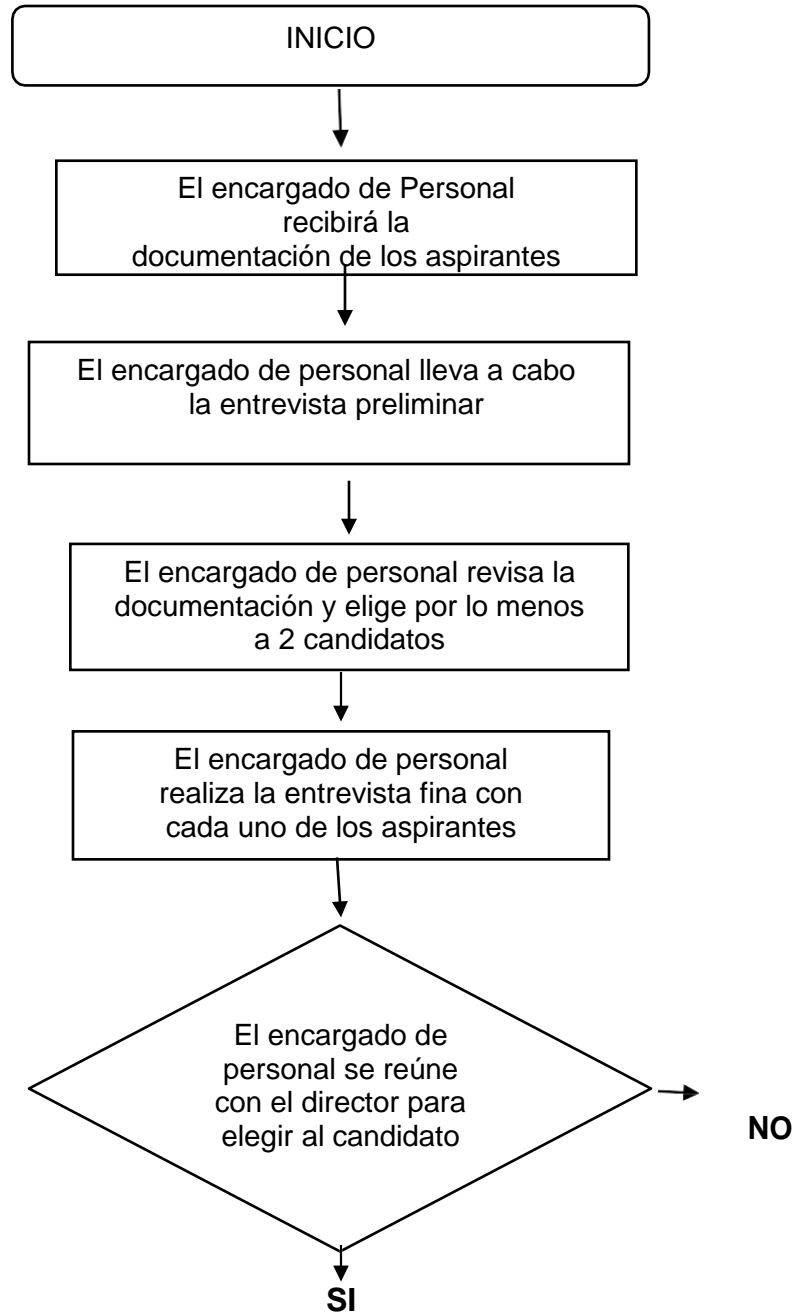 INICIO
El encargado de Personal
recibirá la
documentación de los aspirantes
El encargado de personal lleva a cabo
la entrevista preliminar
El encargado de personal revisa la
documentación y elige por lo menos
a 2 candidatos
El encargado de personal
realiza la entrevista fina con
cada uno de los aspirantes
El encargado de
personal se reúne
con el director para
elegir al candidato
NO
SI